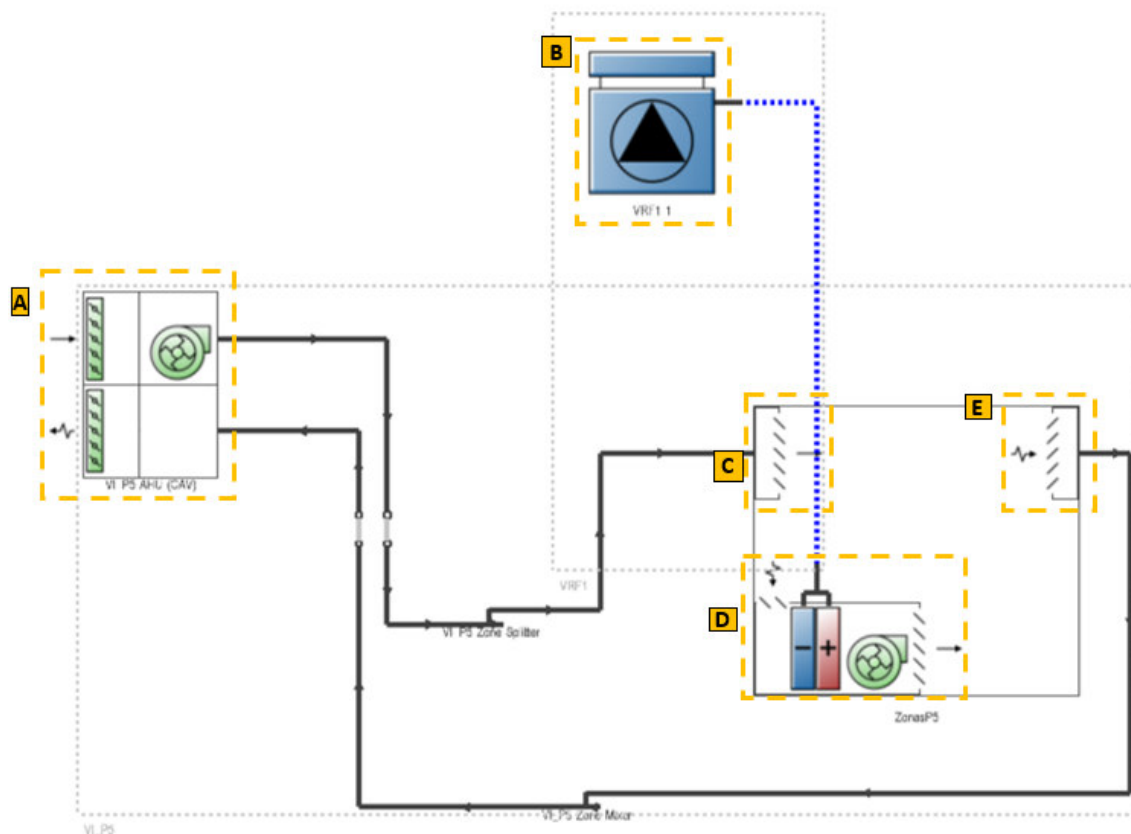 B
VRF1 1
A
VI_P5 AHU (CAV)
E
C
VRF1
VI_P5 Zone Splitter
D
ZonasP5
VI_P5 Zone Mixer
VI_P5